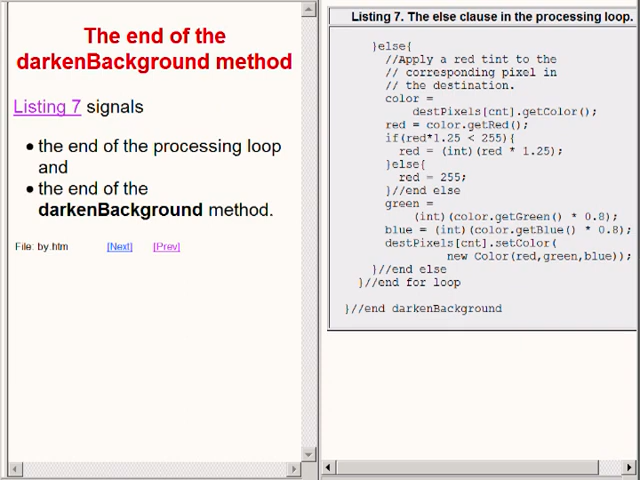 The end of the
darkenBackground method
Listing 7 signals
• the end of the processing loop
and
• the end of the
darkenBackground method.
File: by.htm [Next] [Prev]
Listing 7. The else clause in the processing loop.
}else{
//Apply a red tint to the
// corresponding pixel in
// the destination.
color =
destPixels[cnt].getColor();
red = color.getRed();
if(red*1.25 < 255){
red = (int)(red * 1.25);
}else{
red = 255;
}//end else
green =
(int)(color.getGreen() * 0.8);
blue = (int)(color.getBlue() * 0.8);
destPixels[cnt].setColor(
new Color(red,green,blue));
}//end else
}//end for loop
}//end darkenBackground